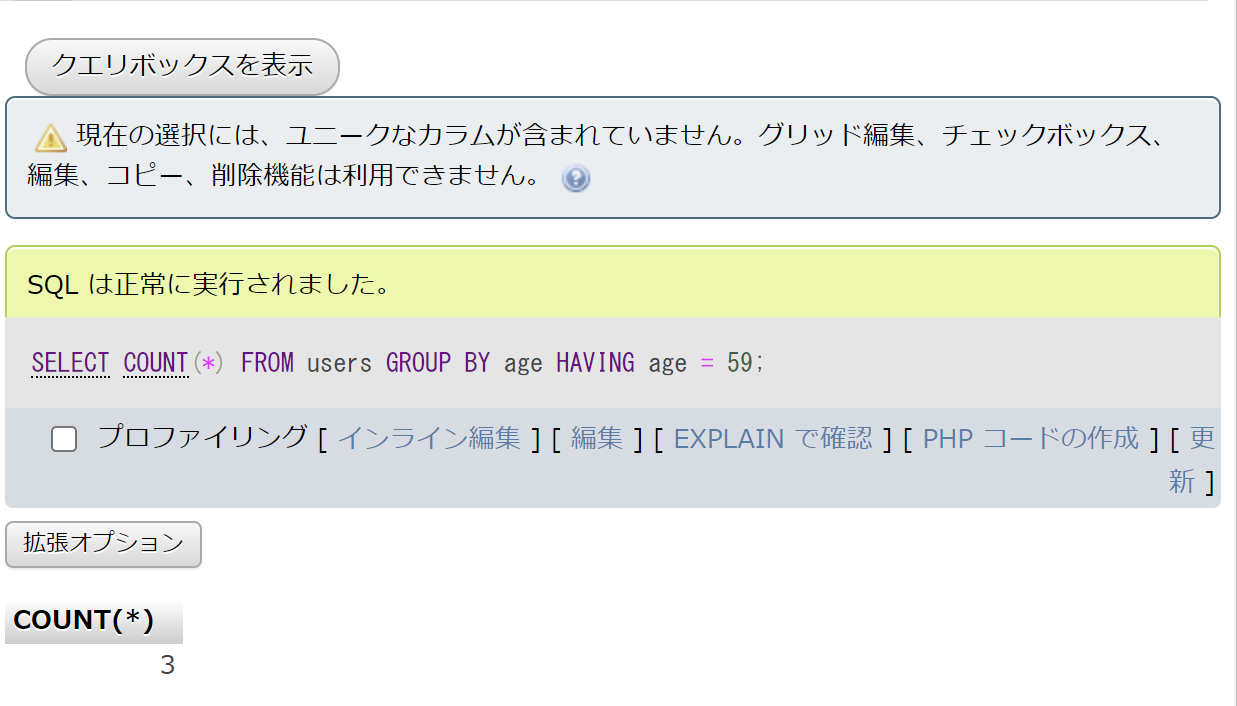 クエリボックスを表示
現在の選択には、ユニークなカラムが含まれていません。グリッド編集、チェックボックス、
編集、コピー、削除機能は利用できません。
SQL は正常に実行されました。
SELECT COUNT(*) FROM users GROUP BY age HAVING age = 59;
プロファイリング [ インライン編集 ] [ 編集 ] [ EXPLAIN で確認 ] [ PHP コードの作成 ] [ 更
新 ]
拡張オプション
COUNT(*)
3